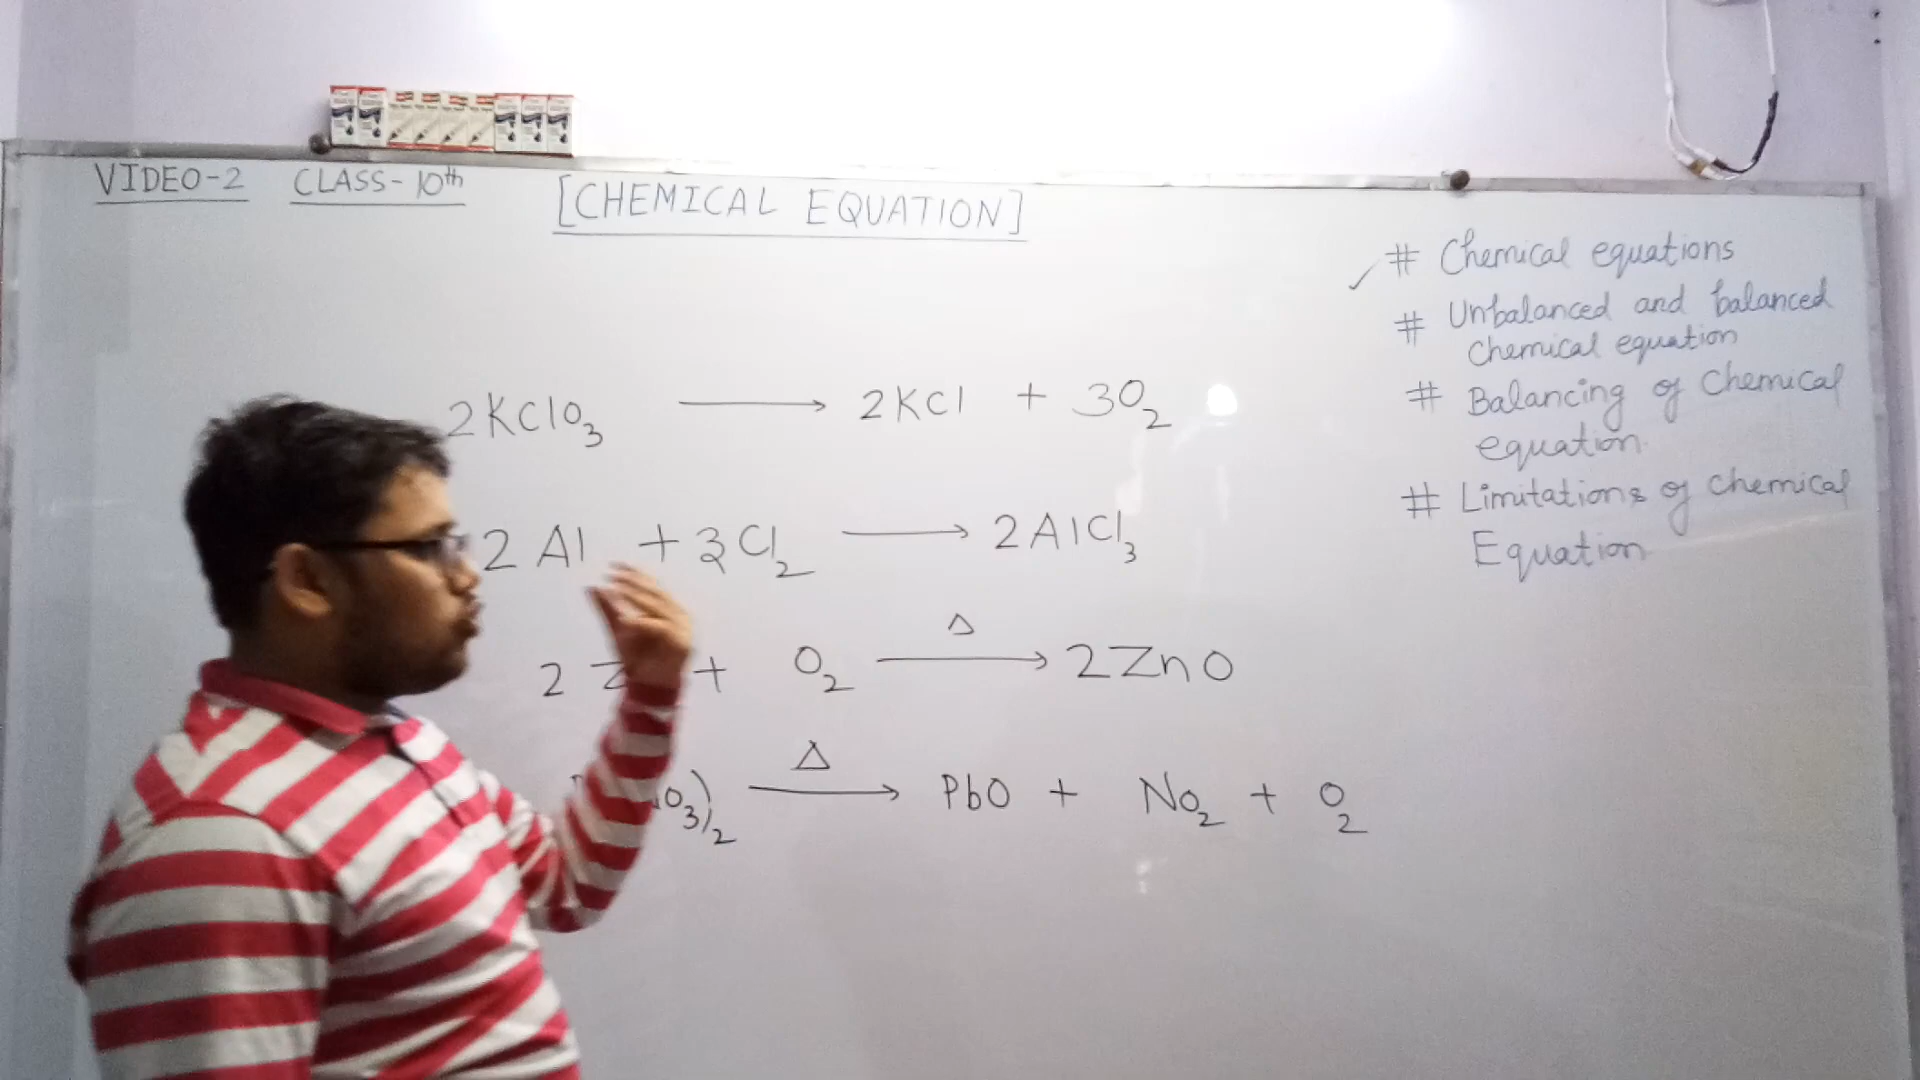 VIDEO-2 CLASS-10th [CHEMICAL EQUATION]
2KClO₃ ⟶ 2KCl + 3O₂
2 Al + 3Cl₂ ⟶ 2AlCl₃
2 Z + O₂ ⟶ Δ 2ZnO
O₃)₂ ⟶ Δ PbO + NO₂ + O₂
# Chemical equations
# Unbalanced and balanced
chemical equation
# Balancing of chemical
equation.
# Limitations of chemical
Equation